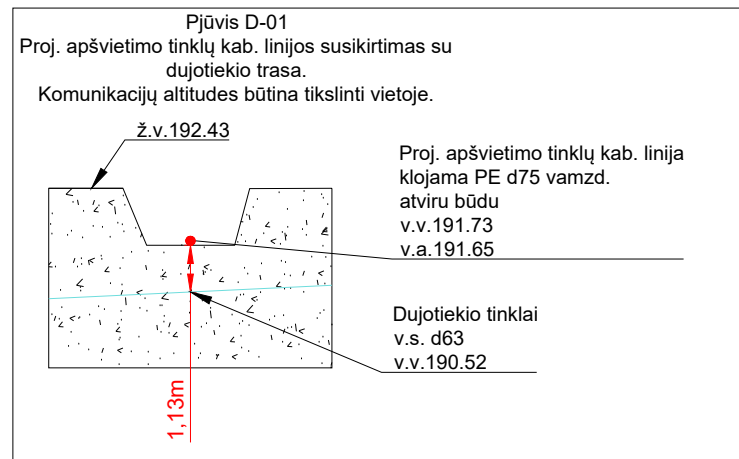 Pjūvis D-01
Proj. apšvietimo tinklų kab. linijos susikirtimas su
dujotiekio trasa.
Komunikacijų altitudes būtina tikslinti vietoje.
ž.v.192.43
Proj. apšvietimo tinklų kab. linija
klojama PE d75 vamzd.
atviru būdu
v.v.191.73
v.a.191.65
Dujotiekio tinklai
v.s. d63
v.v.190.52
1,13m